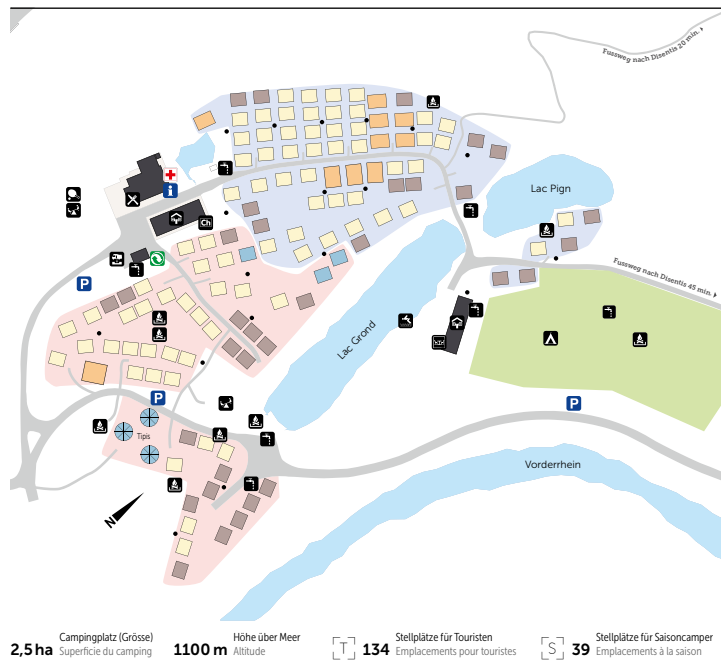 Fussweg nach Disentis 20 min.
Lac Pign
i
Ch
P
Fussweg nach Disentis 45 min.
Lac Grond
P
P
Tipis
Vorderrhein
N
2,5 ha Campingplatz (Grösse)
Superficie du camping
1100 m Höhe über Meer
Altitude
T 134 Stellplätze für Touristen
Emplacements pour touristes
S 39 Stellplätze für Saisoncamper
Emplacements à la saison